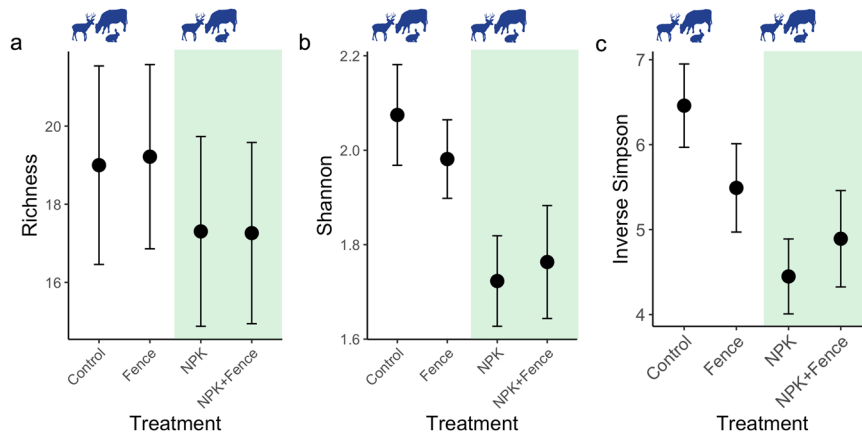 a
Richness
20
18
16
Control
Fence
NPK
NPK+Fence
Treatment
b
Shannon
2.2
2.0
1.8
1.6
Control
Fence
NPK
NPK+Fence
Treatment
c
Inverse Simpson
7
6
5
4
Control
Fence
NPK
NPK+Fence
Treatment